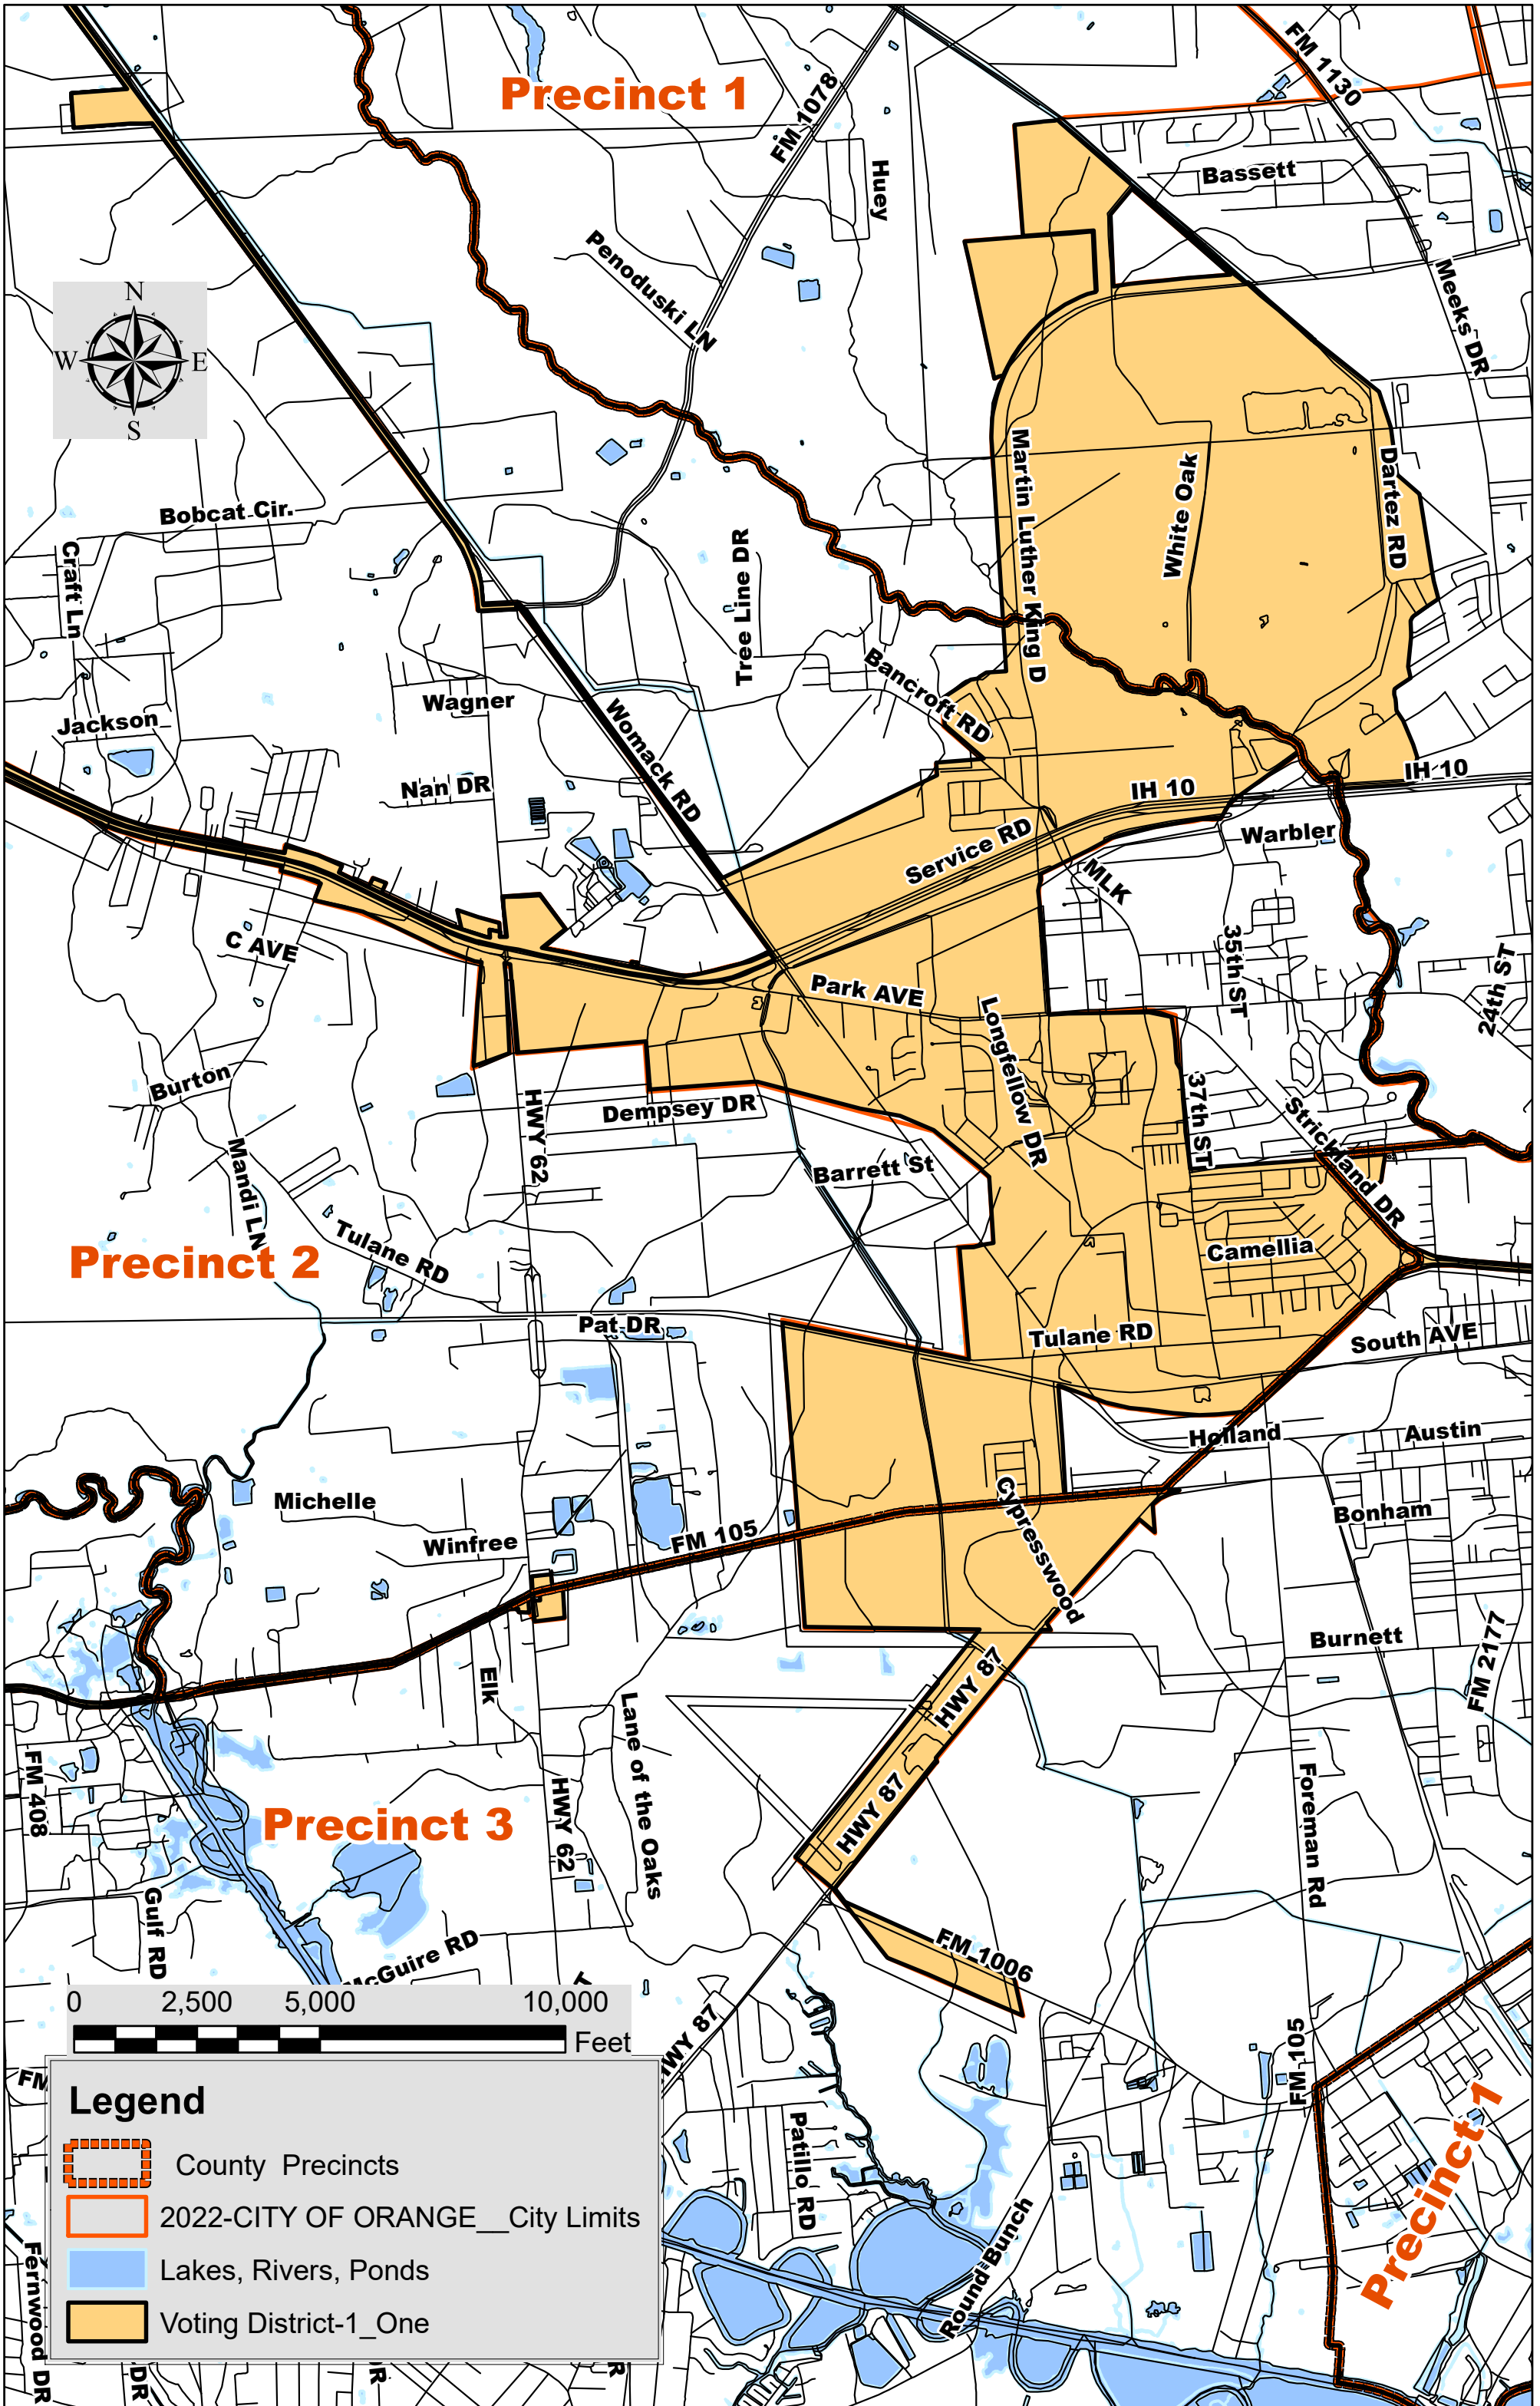 Precinct 1
FM 1130
FM 1078
Huey
Bassett
Penoduski LN
Meeks DR
N
W
E
S
Martin Luther King D
White Oak
Dartez RD
Bobcat Cir.
Craft Ln
Tree Line DR
Bancroft RD
Wagner
Womack RD
Jackson
Nan DR
IH 10
IH 10
Service RD
Warbler
MLK
C AVE
35th ST
24th ST
Park AVE
Longfellow DR
Burton
HWY 62
Dempsey DR
37th ST
Strickland DR
Mandi LN
Barrett St
Precinct 2
Tulane RD
Camellia
Pat DR
Tulane RD
South AVE
Holland
Austin
Michelle
Cypresswood
Bonham
Winfree
FM 105
Burnett
FM 2177
Elk
HWY 87
Lane of the Oaks
FM 408
HWY 62
HWY 87
Foreman Rd
Precinct 3
Gulf RD
McGuire RD
FM 1006
0
2,500
5,000
10,000
Feet
HWY 87
FM 105
FM
Legend
County Precincts
2022-CITY OF ORANGE__City Limits
Lakes, Rivers, Ponds
Voting District-1_One
Patillo RD
Round Bunch
Precinct 1
Fernwood DR
DR